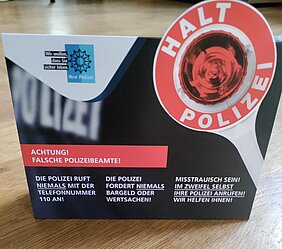 Wir wollen,
dass Sie
sicher leben.
Ihre Polizei
HALT
POLIZEI
POLIZEI
ACHTUNG!
FALSCHE POLIZEIBEAMTE!
DIE POLIZEI RUFT
NIEMALS MIT DER
TELEFONNUMMER
110 AN!
DIE POLIZEI
FORDERT NIEMALS
BARGELD ODER
WERTSACHEN!
MISSTRAUISCH SEIN!
IM ZWEIFEL SELBST
IHRE POLIZEI ANRUFEN!
WIR HELFEN IHNEN!